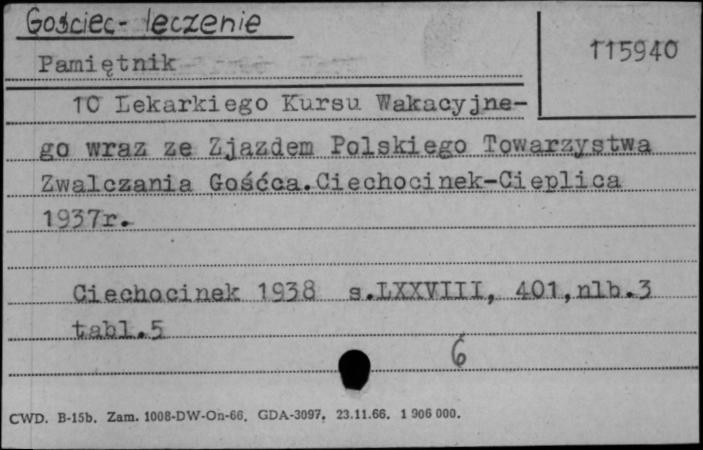 Gościec - leczenie
115940
Pamiętnik
10 Lekarkiego Kursu Wakacyjne-
go wraz ze Zjazdem Polskiego Towarzystwa
Zwalczania Gośćca.Ciechocinek-Cieplica
1937r.
Ciechocinek 1938 s.LXXVIII, 401,nlb.3
tabl.5
6
CWD. B-15b. Zam. 1008-DW-On-66. GDA-3097. 23.11.66. 1 906 000.